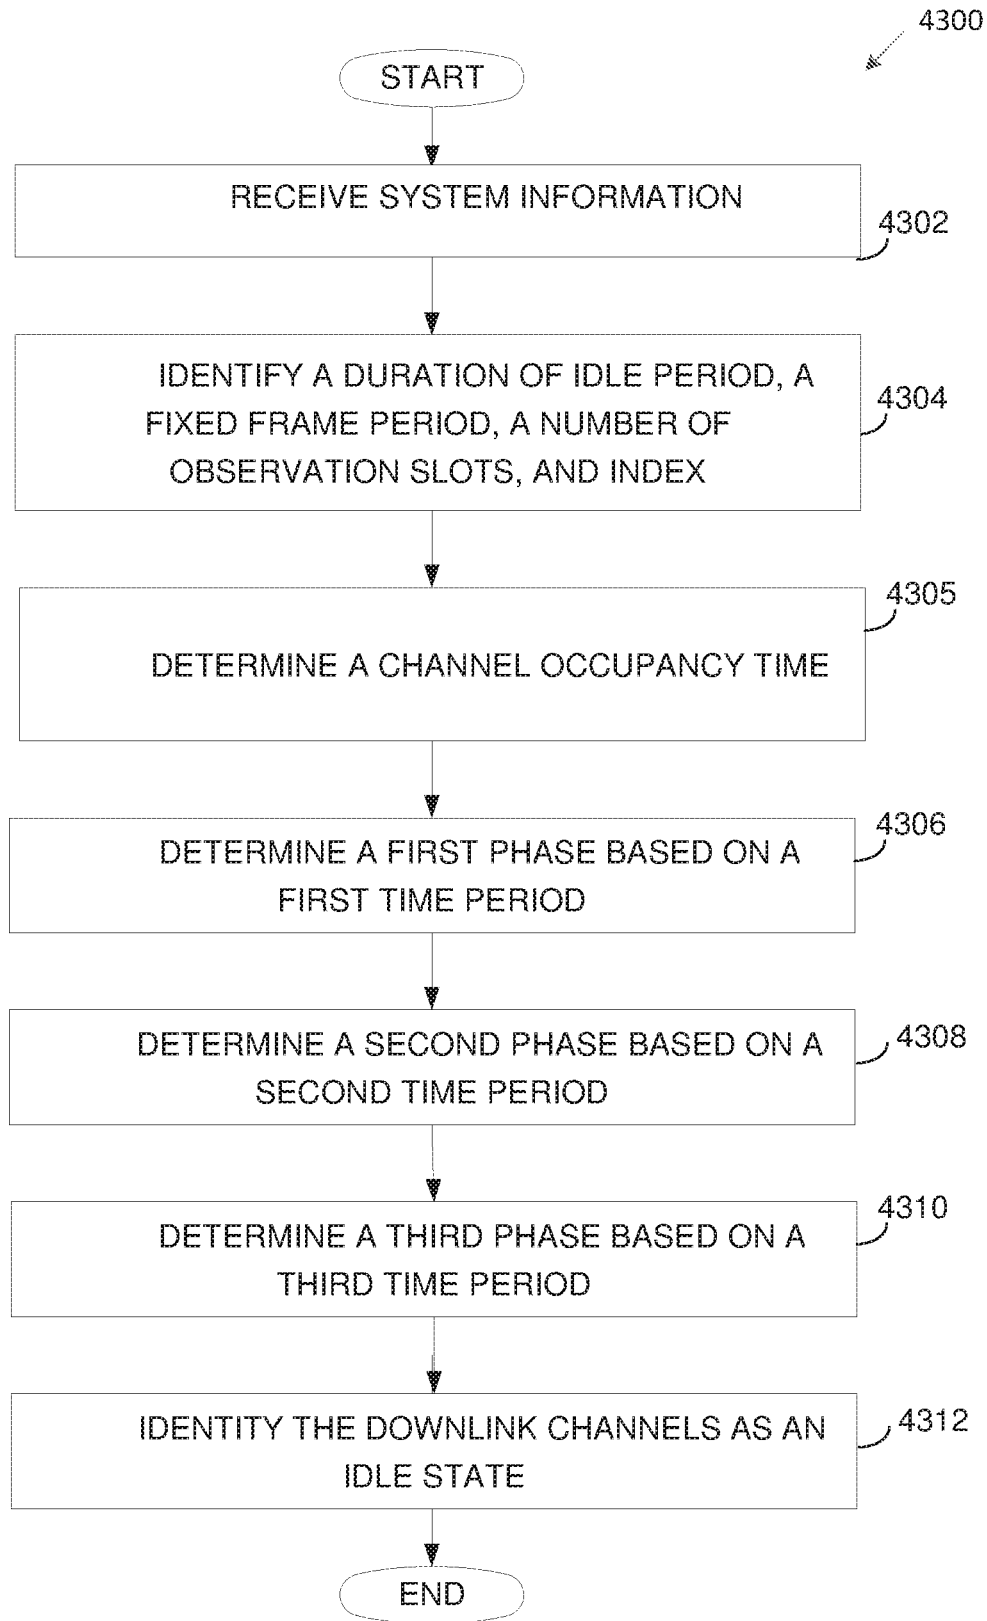 4300
START
RECEIVE SYSTEM INFORMATION
4302
IDENTIFY A DURATION OF IDLE PERIOD, A
FIXED FRAME PERIOD, A NUMBER OF
OBSERVATION SLOTS, AND INDEX
4304
4305
DETERMINE A CHANNEL OCCUPANCY TIME
4306
DETERMINE A FIRST PHASE BASED ON A
FIRST TIME PERIOD
4308
DETERMINE A SECOND PHASE BASED ON A
SECOND TIME PERIOD
4310
DETERMINE A THIRD PHASE BASED ON A
THIRD TIME PERIOD
4312
IDENTITY THE DOWNLINK CHANNELS AS AN
IDLE STATE
END